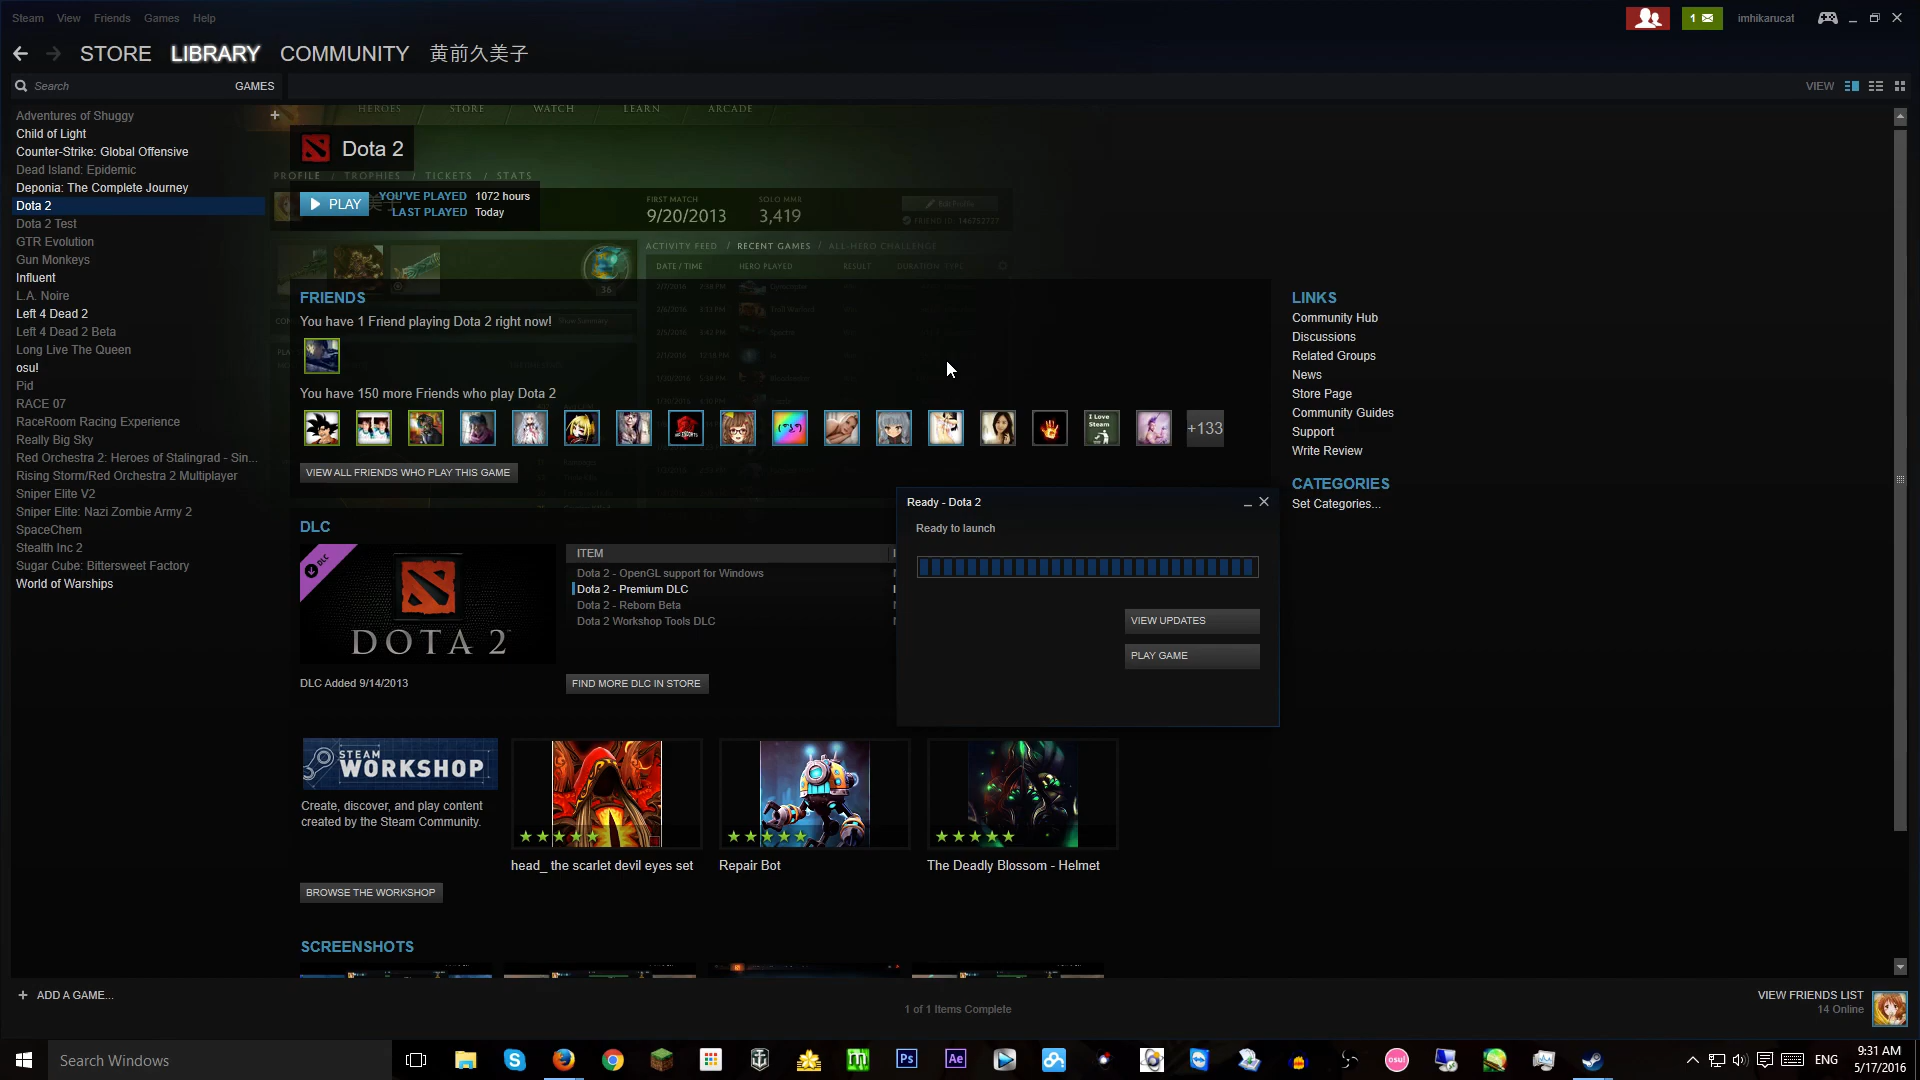 Steam View Friends Games Help
1 imhikarucat
STORE LIBRARY COMMUNITY 黄前久美子
Search GAMES VIEW
Adventures of Shuggy
Child of Light
Counter-Strike: Global Offensive
Dead Island: Epidemic
Deponia: The Complete Journey
Dota 2
Dota 2 Test
GTR Evolution
Gun Monkeys
Influent
L.A. Noire
Left 4 Dead 2
Left 4 Dead 2 Beta
Long Live The Queen
osu!
Pid
RACE 07
RaceRoom Racing Experience
Really Big Sky
Red Orchestra 2: Heroes of Stalingrad - Sin...
Rising Storm/Red Orchestra 2 Multiplayer
Sniper Elite V2
Sniper Elite: Nazi Zombie Army 2
SpaceChem
Stealth Inc 2
Sugar Cube: Bittersweet Factory
World of Warships
+ ADD A GAME...
HEROES STORE WATCH LEARN ARCADE
Dota 2
PROFILE / TROPHIES / TICKETS / STATS
PLAY
YOU'VE PLAYED 1072 hours
LAST PLAYED Today
FIRST MATCH SOLO MMR
9/20/2013 3,419
Edit Profile
FRIEND ID: 146752727
ACTIVITY FEED / RECENT GAMES / ALL-HERO CHALLENGE
DATE / TIME HERO PLAYED RESULT DURATION TYPE
36
FRIENDS
You have 1 Friend playing Dota 2 right now!
You have 150 more Friends who play Dota 2
I Love
Steam
+133
VIEW ALL FRIENDS WHO PLAY THIS GAME
DLC
DLC
DOTA 2
DLC Added 9/14/2013
ITEM
Dota 2 - OpenGL support for Windows
Dota 2 - Premium DLC
Dota 2 - Reborn Beta
Dota 2 Workshop Tools DLC
FIND MORE DLC IN STORE
Ready - Dota 2
Ready to launch
VIEW UPDATES
PLAY GAME
LINKS
Community Hub
Discussions
Related Groups
News
Store Page
Community Guides
Support
Write Review
CATEGORIES
Set Categories...
STEAM
WORKSHOP
Create, discover, and play content
created by the Steam Community.
BROWSE THE WORKSHOP
head_ the scarlet devil eyes set
Repair Bot
The Deadly Blossom - Helmet
SCREENSHOTS
1 of 1 Items Complete
VIEW FRIENDS LIST
14 Online
Search Windows
Ps
Ae
osu!
ENG
9:31 AM
5/17/2016